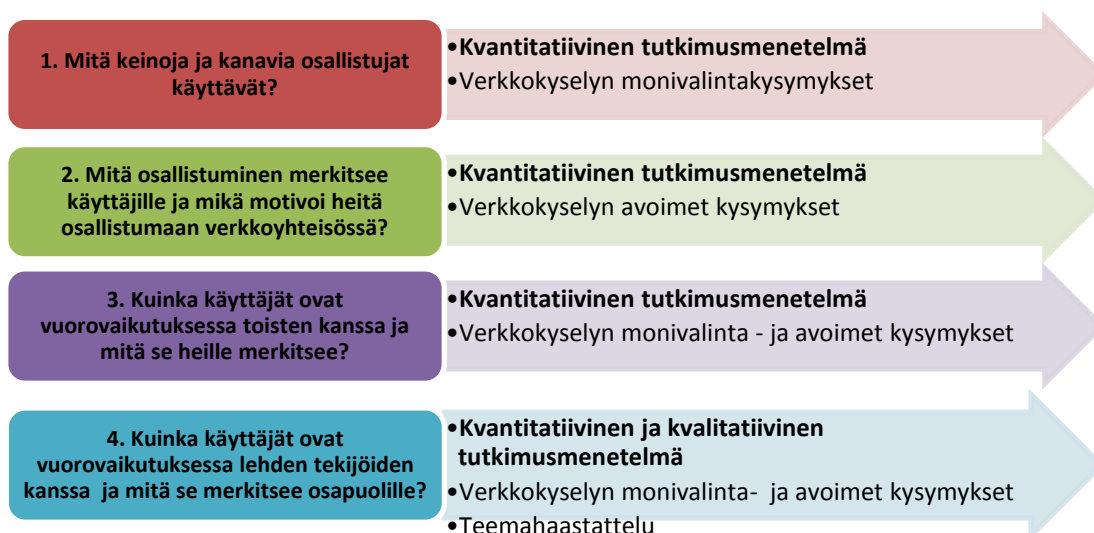 1. Mitä keinoja ja kanavia osallistujat
käyttävät?
•Kvantitatiivinen tutkimusmenetelmä
•Verkkokyselyn monivalintakysymykset
2. Mitä osallistuminen merkitsee
käyttäjille ja mikä motivoi heitä
osallistumaan verkkoyhteisössä?
•Kvantitatiivinen tutkimusmenetelmä
•Verkkokyselyn avoimet kysymykset
3. Kuinka käyttäjät ovat
vuorovaikutuksessa toisten kanssa ja
mitä se heille merkitsee?
•Kvantitatiivinen tutkimusmenetelmä
•Verkkokyselyn monivalinta - ja avoimet kysymykset
4. Kuinka käyttäjät ovat
vuorovaikutuksessa lehden tekijöiden
kanssa  ja mitä se merkitsee osapuolille?
•Kvantitatiivinen ja kvalitatiivinen
tutkimusmenetelmä
•Verkkokyselyn monivalinta-  ja avoimet kysymykset
•Teemahaastattelu